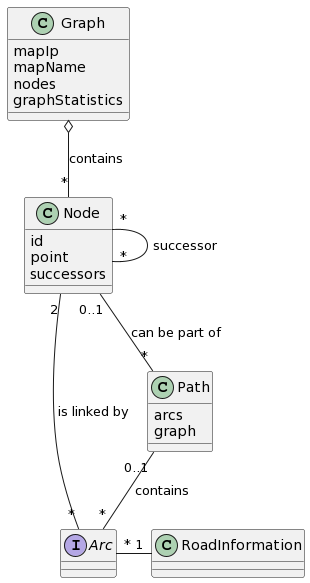 C Graph
mapIp
mapName
nodes
graphStatistics
contains
*
C Node
id
point
successors
*
*
successor
2
0..1
can be part of
*
C Path
arcs
graph
is linked by
0..1
contains
*
*
I Arc
* 1
C RoadInformation